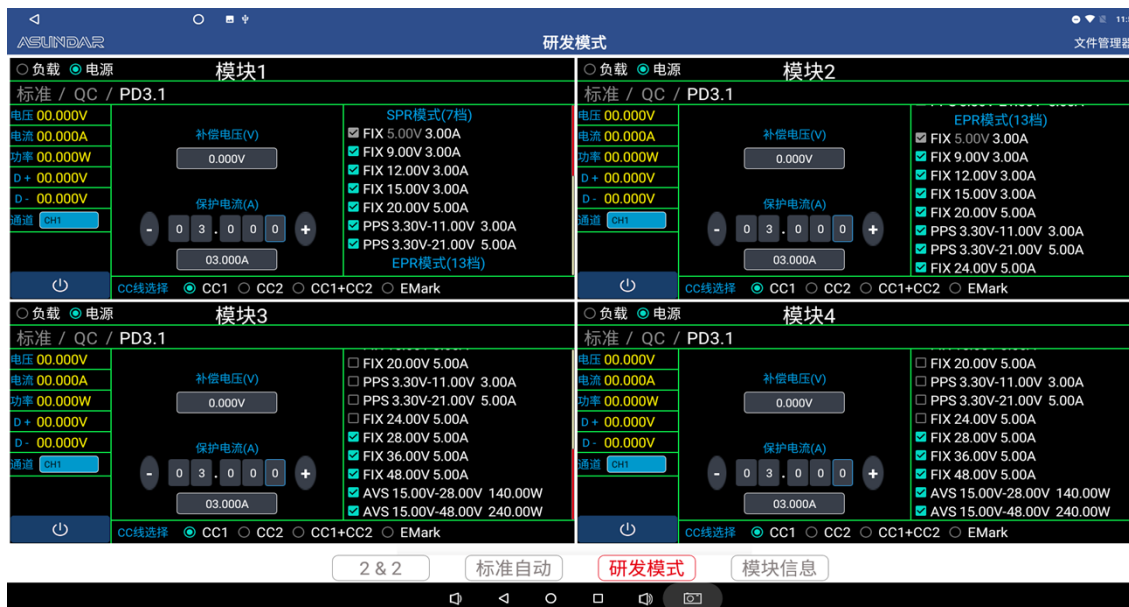 11:
ASUNDAR
研发模式
文件管理器
负载 电源
模块1
标准 / QC / PD3.1
电压 00.000V
电流 00.000A
功率 00.000W
D + 00.000V
D - 00.000V
通道 CH1
补偿电压(V)
0.000V
保护电流(A)
- 0 3 . 0 0 0 +
03.000A
SPR模式(7档)
FIX 5.00V 3.00A
FIX 9.00V 3.00A
FIX 12.00V 3.00A
FIX 15.00V 3.00A
FIX 20.00V 5.00A
PPS 3.30V-11.00V 3.00A
PPS 3.30V-21.00V 5.00A
EPR模式(13档)
CC线选择 CC1 CC2 CC1+CC2 EMark
负载 电源
模块2
标准 / QC / PD3.1
电压 00.000V
电流 00.000A
功率 00.000W
D + 00.000V
D - 00.000V
通道 CH1
补偿电压(V)
0.000V
保护电流(A)
- 0 3 . 0 0 0 +
03.000A
EPR模式(13档)
FIX 5.00V 3.00A
FIX 9.00V 3.00A
FIX 12.00V 3.00A
FIX 15.00V 3.00A
FIX 20.00V 5.00A
PPS 3.30V-11.00V 3.00A
PPS 3.30V-21.00V 5.00A
FIX 24.00V 5.00A
CC线选择 CC1 CC2 CC1+CC2 EMark
负载 电源
模块3
标准 / QC / PD3.1
电压 00.000V
电流 00.000A
功率 00.000W
D + 00.000V
D - 00.000V
通道 CH1
补偿电压(V)
0.000V
保护电流(A)
- 0 3 . 0 0 0 +
03.000A
FIX 20.00V 5.00A
PPS 3.30V-11.00V 3.00A
PPS 3.30V-21.00V 5.00A
FIX 24.00V 5.00A
FIX 28.00V 5.00A
FIX 36.00V 5.00A
FIX 48.00V 5.00A
AVS 15.00V-28.00V 140.00W
AVS 15.00V-48.00V 240.00W
CC线选择 CC1 CC2 CC1+CC2 EMark
负载 电源
模块4
标准 / QC / PD3.1
电压 00.000V
电流 00.000A
功率 00.000W
D + 00.000V
D - 00.000V
通道 CH1
补偿电压(V)
0.000V
保护电流(A)
- 0 3 . 0 0 0 +
03.000A
FIX 20.00V 5.00A
PPS 3.30V-11.00V 3.00A
PPS 3.30V-21.00V 5.00A
FIX 24.00V 5.00A
FIX 28.00V 5.00A
FIX 36.00V 5.00A
FIX 48.00V 5.00A
AVS 15.00V-28.00V 140.00W
AVS 15.00V-48.00V 240.00W
CC线选择 CC1 CC2 CC1+CC2 EMark
2 & 2 标准自动 研发模式 模块信息